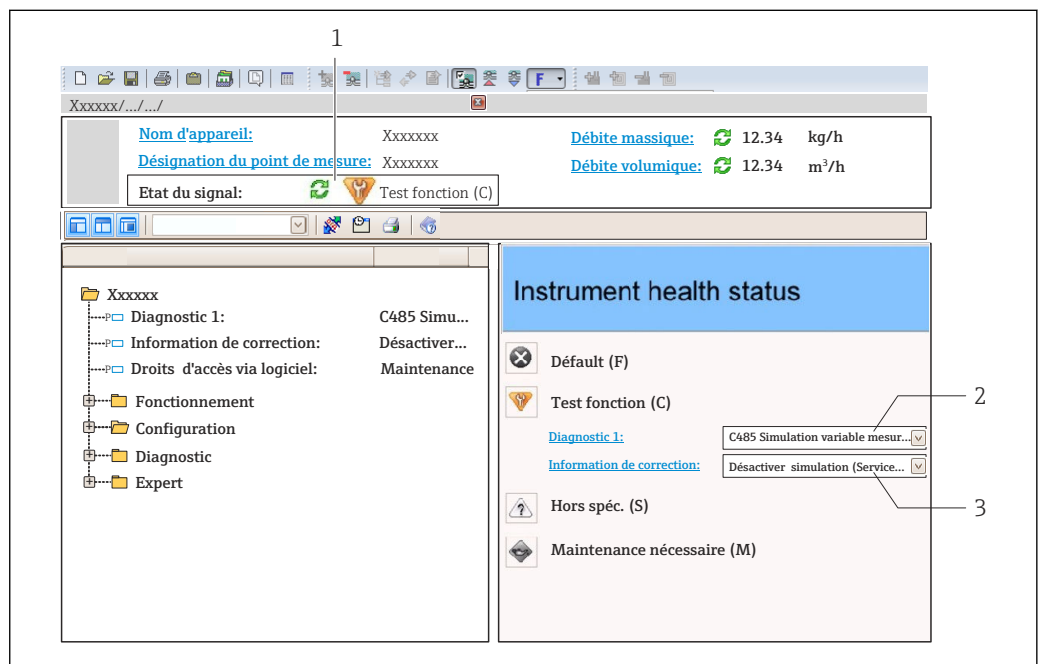 1
F
Xxxxxx/.../.../
Nom d'appareil: Xxxxxxx Débite massique: 12.34 kg/h
Désignation du point de mesure: Xxxxxxx Débite volumique: 12.34 m³/h
Etat du signal: Test fonction (C)
Xxxxxx
Diagnostic 1: C485 Simu...
Information de correction: Désactiver...
Droits d'accès via logiciel: Maintenance
Fonctionnement
Configuration
Diagnostic
Expert
Instrument health status
Défault (F)
Test fonction (C)
2
Diagnostic 1: C485 Simulation variable mesur...
Information de correction: Désactiver simulation (Service...
3
Hors spéc. (S)
Maintenance nécessaire (M)